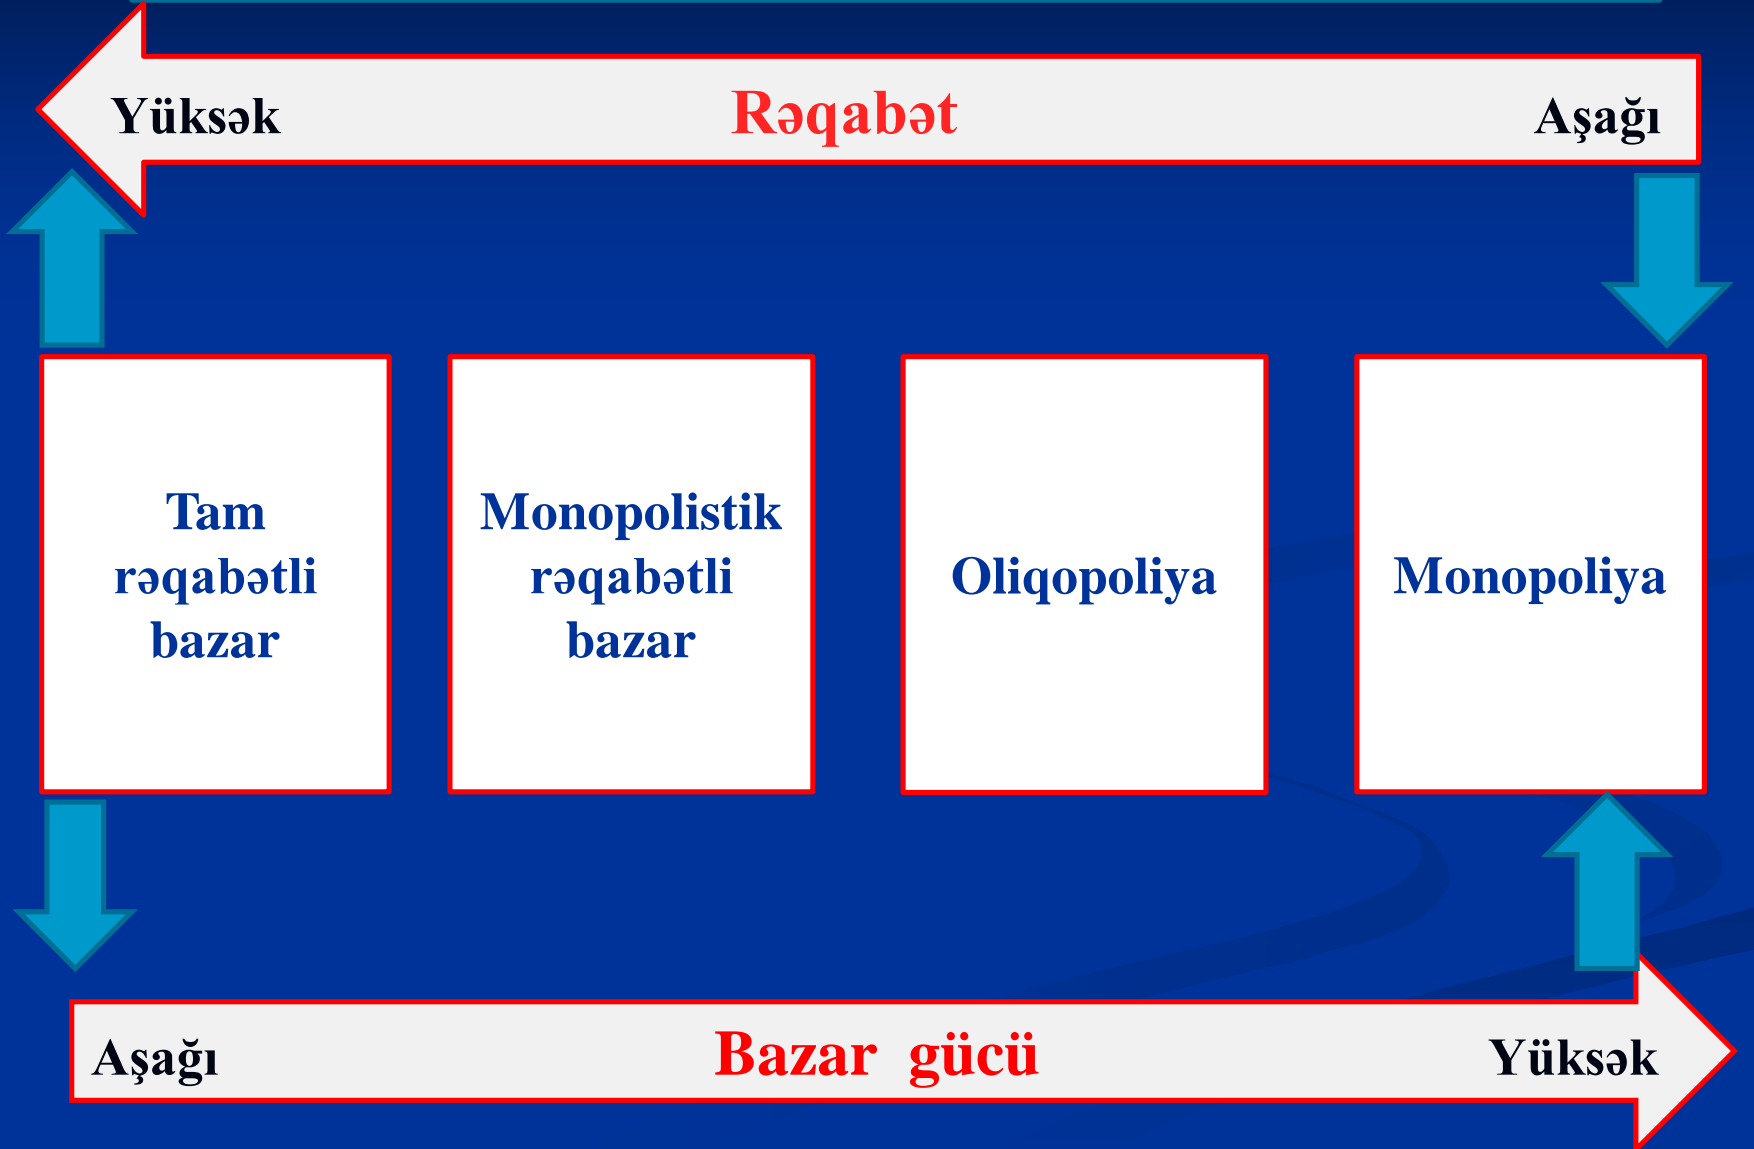 Yüksək Rəqabət Aşağı
Tam
rəqabətli
bazar
Monopolistik
rəqabətli
bazar
Oliqopoliya
Monopoliya
Aşağı Bazar gücü Yüksək